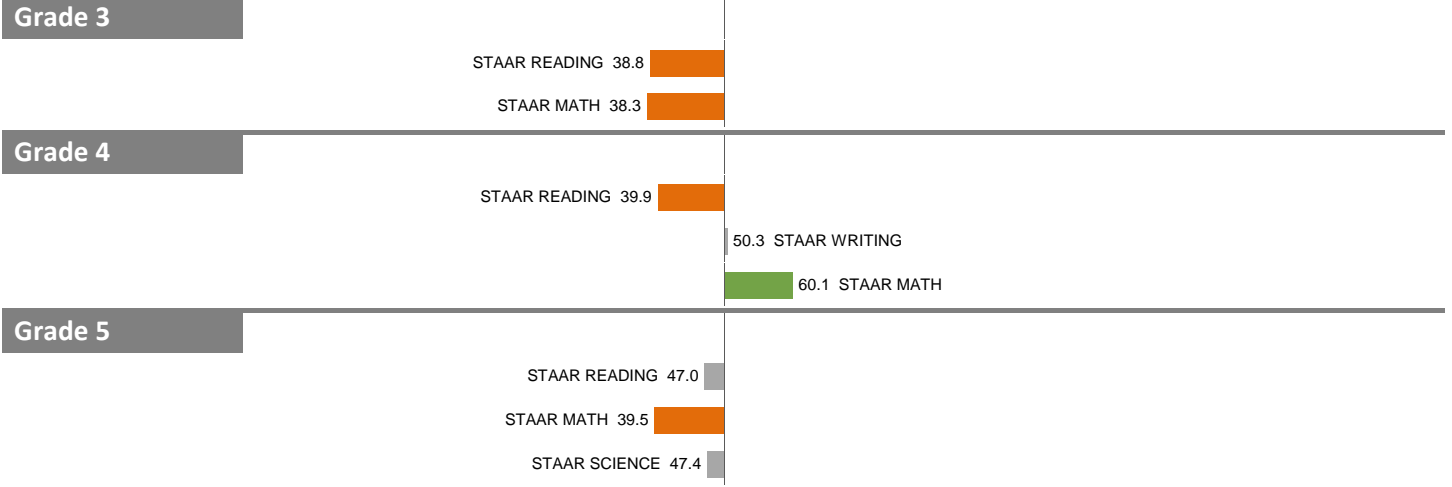 Grade 3
STAAR READING 38.8
STAAR MATH 38.3
Grade 4
STAAR READING 39.9
50.3 STAAR WRITING
60.1 STAAR MATH
Grade 5
STAAR READING 47.0
STAAR MATH 39.5
STAAR SCIENCE 47.4